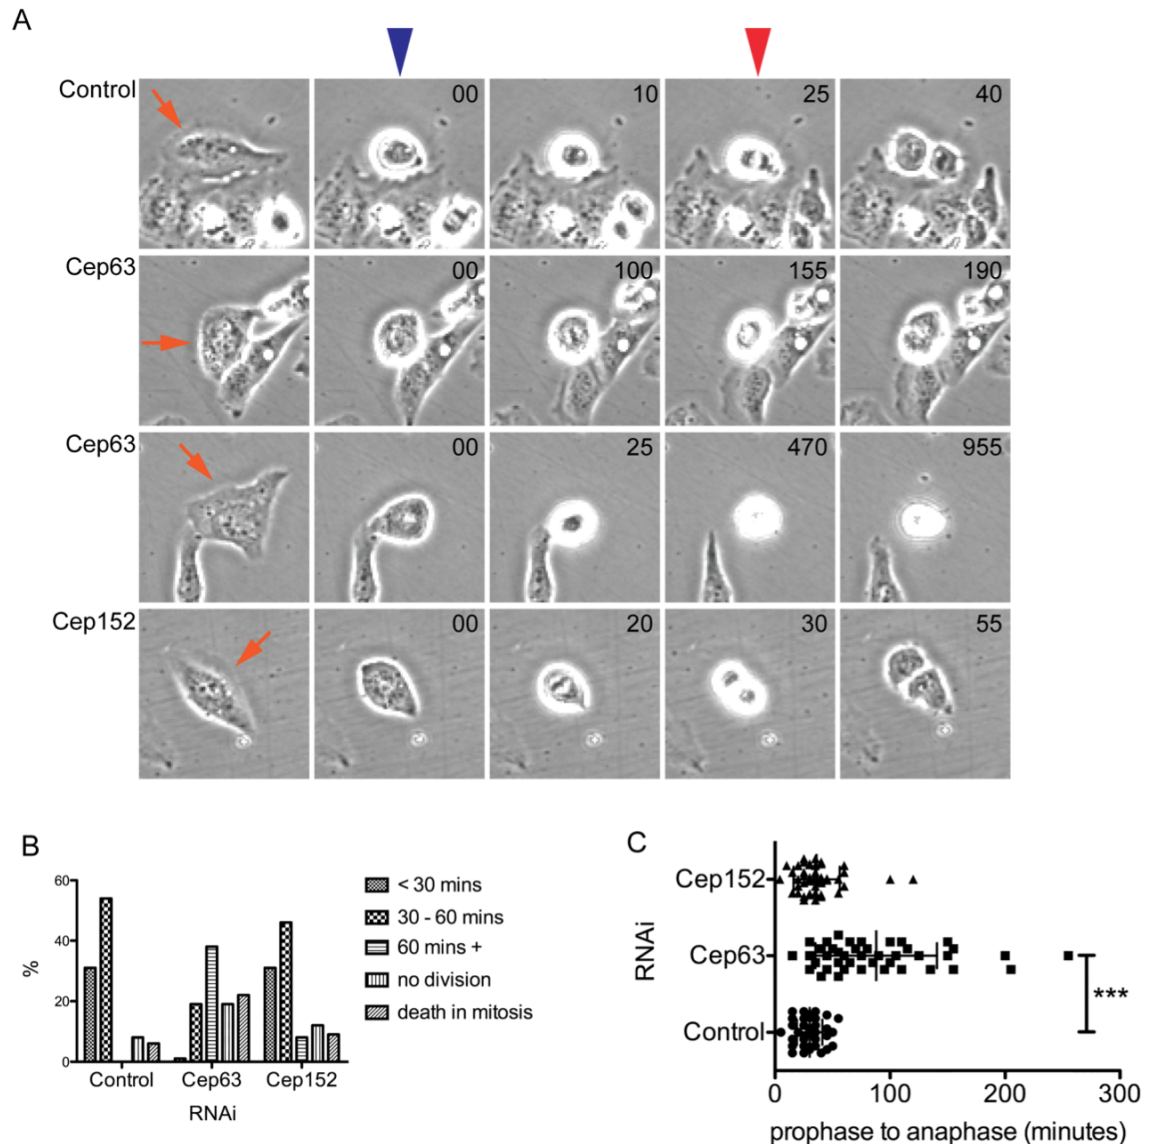 A
Control
00
10
25
40
Cep63
00
100
155
190
Cep63
00
25
470
955
Cep152
00
20
30
55
B
60
40
20
0
%
Control
Cep63
Cep152
RNAi
< 30 mins
30 - 60 mins
60 mins +
no division
death in mitosis
C
Cep152
Cep63
Control
RNAi
***
0
100
200
300
prophase to anaphase (minutes)